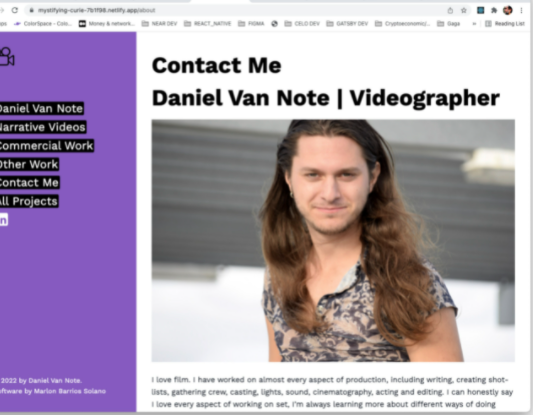 mystifying-curie-7b1f98.netlify.app/about
ps
ColorSpace - Colo...
Money & network...
NEAR DEV
REACT_NATIVE
FIGMA
CELO DEV
GATSBY DEV
Cryptoeconomic/...
Gaga
»
Reading List
Daniel Van Note
Narrative Videos
Commercial Work
Other Work
Contact Me
All Projects
in
2022 by Daniel Van Note.
oftware by Marlon Barrios Solano
Contact Me
Daniel Van Note | Videographer
I love film. I have worked on almost every aspect of production, including writing, creating shot-
lists, gathering crew, casting, lights, sound, cinematography, acting and editing. I can honestly say
I love every aspect of working on set, I'm always learning more about different ways of doing